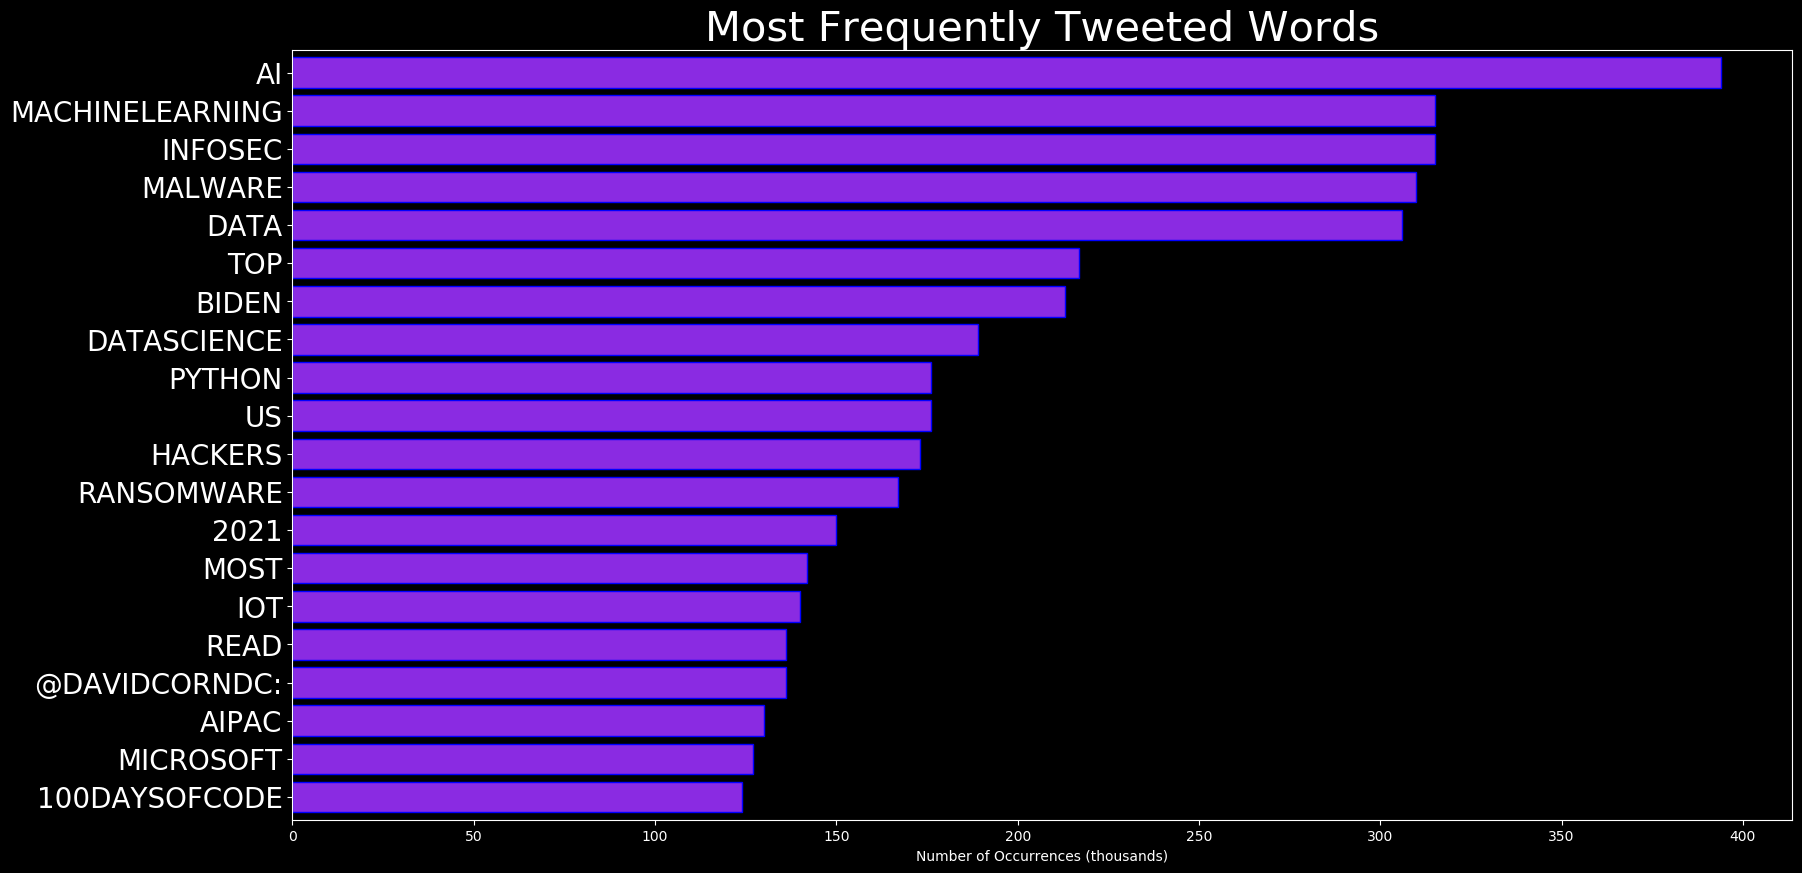 Most Frequently Tweeted Words
AI
MACHINELEARNING
INFOSEC
MALWARE
DATA
TOP
BIDEN
DATASCIENCE
PYTHON
US
HACKERS
RANSOMWARE
2021
MOST
IOT
READ
@DAVIDCORNDC:
AIPAC
MICROSOFT
100DAYSOFCODE
0 50 100 150 200 250 300 350 400
Number of Occurrences (thousands)